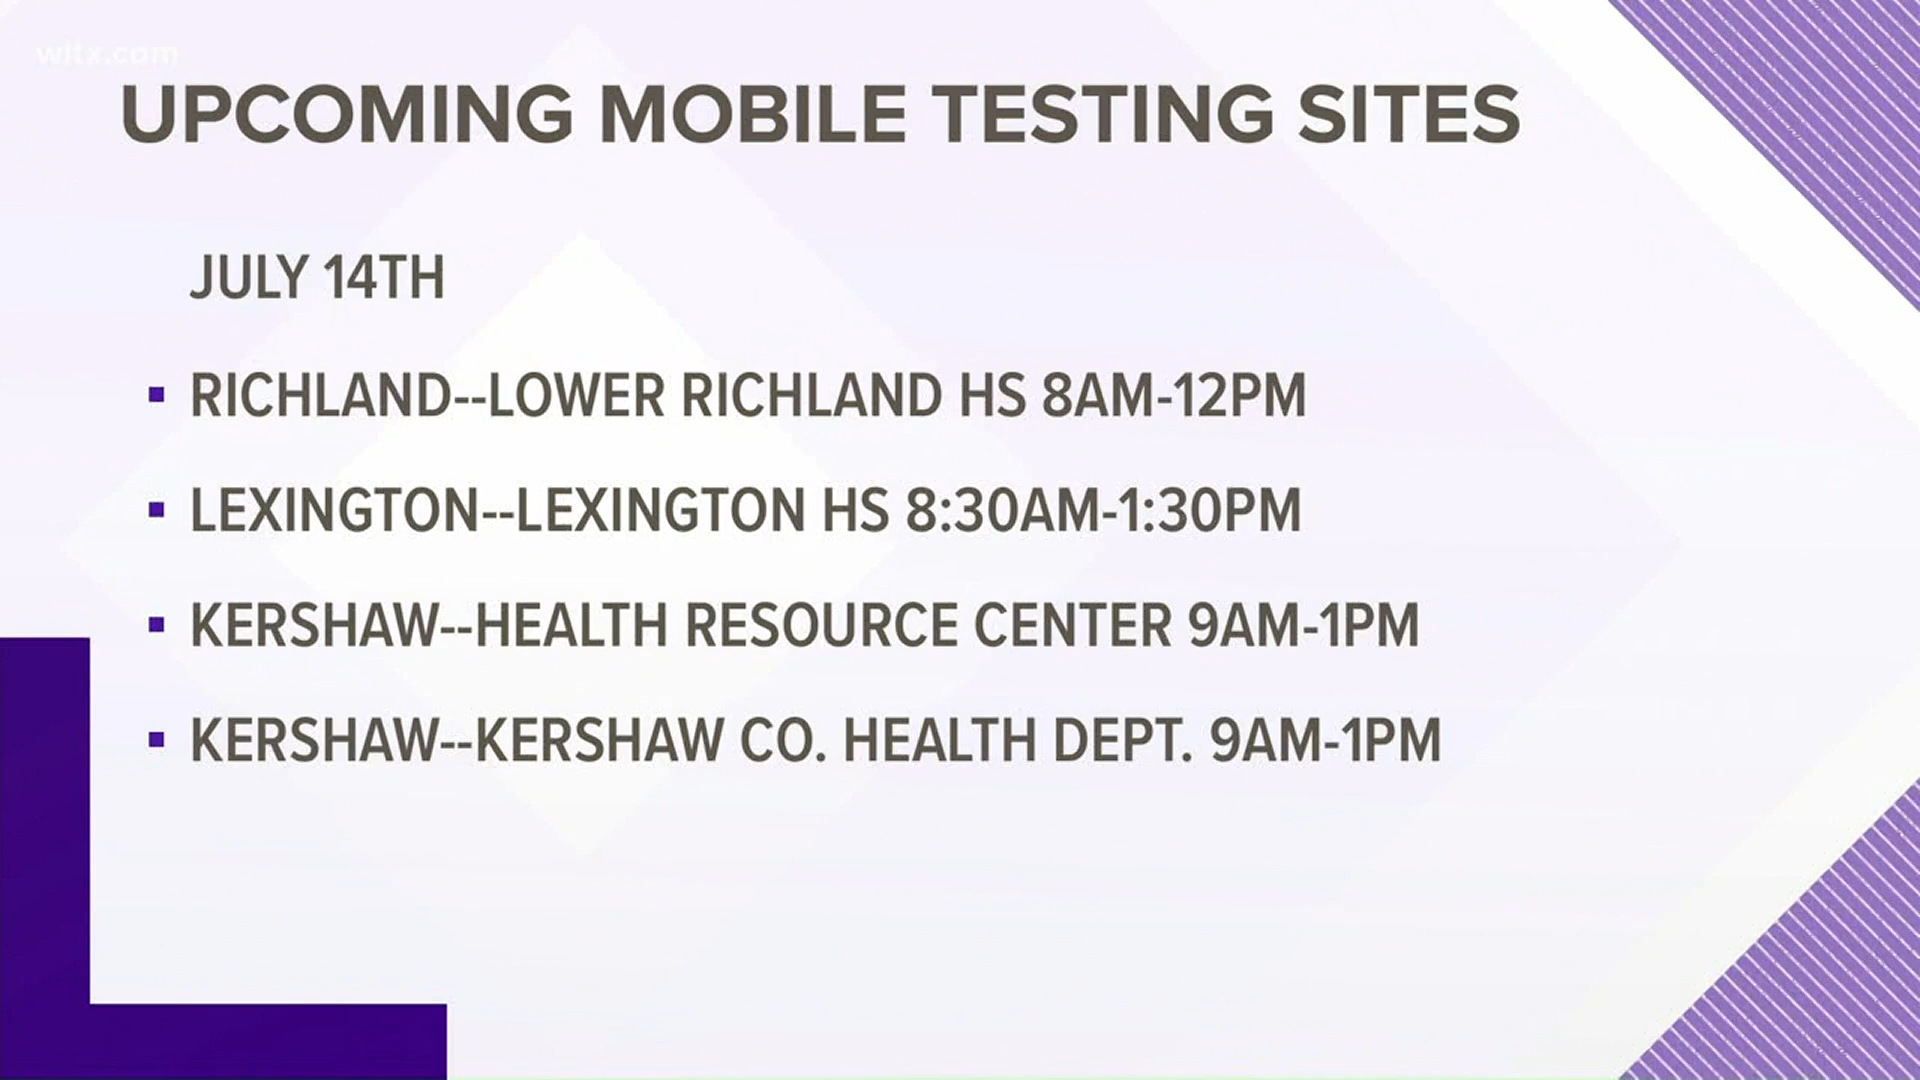 wltx.com
UPCOMING MOBILE TESTING SITES
JULY 14TH
RICHLAND--LOWER RICHLAND HS 8AM-12PM
LEXINGTON--LEXINGTON HS 8:30AM-1:30PM
KERSHAW--HEALTH RESOURCE CENTER 9AM-1PM
KERSHAW--KERSHAW CO. HEALTH DEPT. 9AM-1PM